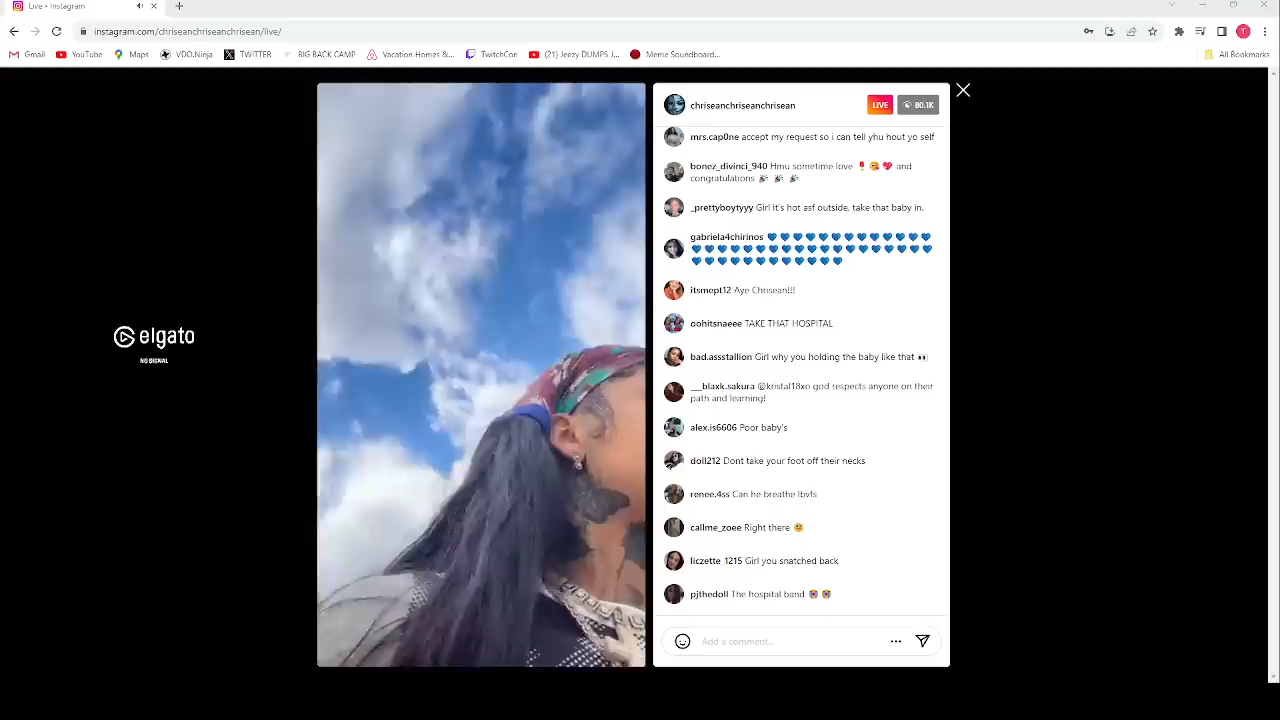 Live • Instagram
instagram.com/chriseanchriseanchrisean/live/
Gmail
YouTube
Maps
VDO.Ninja
TWITTER
BIG BACK CAMP
Vacation Homes &...
TwitchCon
(21) Jeezy DUMPS J...
Meme Soundboard...
All Bookmarks
T
elgato
NO SIGNAL
chriseanchriseanchrisean
LIVE
80.1K
mrs.cap0ne accept my request so i can tell yhu hout yo self
bonez_divinci_940 Hmu sometime love 🌷 😘 💖 and
congratulations 🎉 🎉 🎉
_prettyboytyyy Girl it's hot asf outside, take that baby in.
gabriela4chirinos 💙💙💙💙💙💙💙💙💙💙💙💙💙
💙💙💙💙💙💙💙💙💙💙💙💙💙💙💙💙💙💙💙
💙💙💙💙💙💙💙💙💙💙💙💙
itsmept12 Aye Chrisean!!!
oohitsnaeee TAKE THAT HOSPITAL
bad.assstallion Girl why you holding the baby like that 👀
___blaxk.sakura @kristal18xo god respects anyone on their
path and learning!
alex.is6606 Poor baby's
doll212 Dont take your foot off their necks
renee.4ss Can he breathe lbvfs
callme_zoee Right there
liczette_1215 Girl you snatched back
pjthedoll The hospital band 😭 😭
Add a comment...